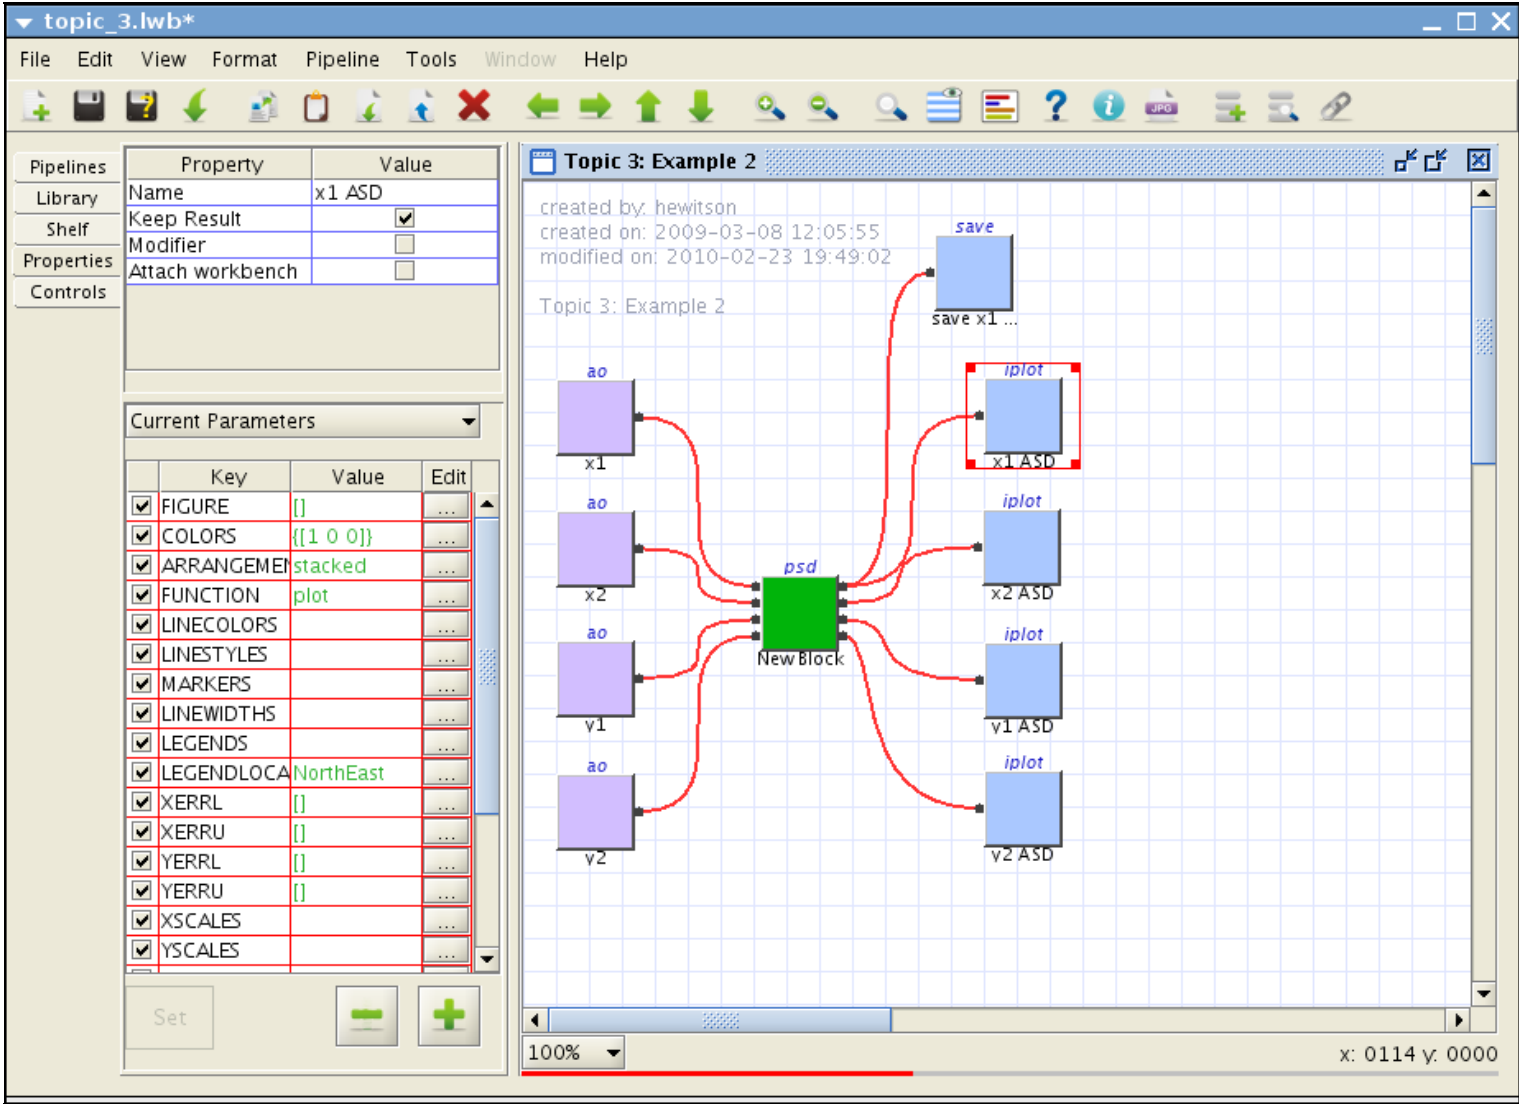 topic_3.lwb*
File Edit View Format Pipeline Tools Window Help
? ? i JPG
Pipelines
Library
Shelf
Properties
Controls
Property Value
Name x1 ASD
Keep Result
Modifier
Attach workbench
Current Parameters
Key Value Edit
FIGURE [] ...
COLORS {[1 0 0]} ...
ARRANGEMEN stacked ...
FUNCTION plot ...
LINECOLORS ...
LINESTYLES ...
MARKERS ...
LINEWIDTHS ...
LEGENDS ...
LEGENDLOCA NorthEast ...
XERRL [] ...
XERRU [] ...
YERRL [] ...
YERRU [] ...
XSCALES ...
YSCALES ...
Set
Topic 3: Example 2
created by: hewitson
created on: 2009-03-08 12:05:55
modified on: 2010-02-23 19:49:02
Topic 3: Example 2
save
save x1 ...
ao
x1
iplot
x1 ASD
ao
x2
iplot
x2 ASD
psd
New Block
ao
y1
iplot
y1 ASD
ao
y2
iplot
y2 ASD
100%
x: 0114 y: 0000